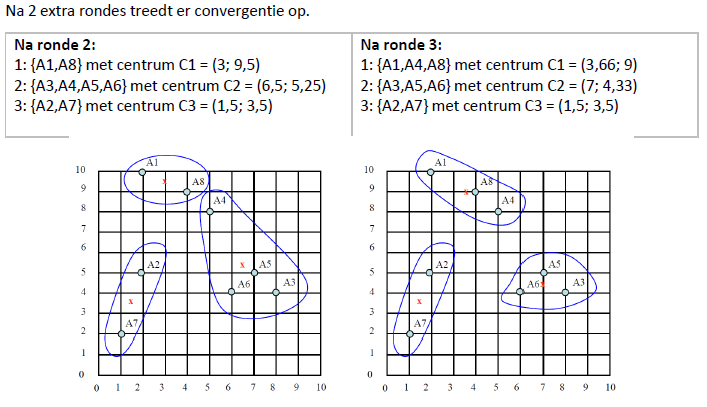 Na 2 extra rondes treedt er convergentie op.
Na ronde 2:
1: {A1,A8} met centrum C1 = (3; 9,5)
2: {A3,A4,A5,A6} met centrum C2 = (6,5; 5,25)
3: {A2,A7} met centrum C3 = (1,5; 3,5)
Na ronde 3:
1: {A1,A4,A8} met centrum C1 = (3,66; 9)
2: {A3,A5,A6} met centrum C2 = (7; 4,33)
3: {A2,A7} met centrum C3 = (1,5; 3,5)
A1
10
x
A8
9
A4
8
7
6
A2
x
A5
5
A6
A3
4
x
3
A7
2
1
0
0 1 2 3 4 5 6 7 8 9 10
A1
10
A8
9
x
A4
8
7
6
A2
A5
5
A6
x
A3
4
x
3
A7
2
1
0
0 1 2 3 4 5 6 7 8 9 10